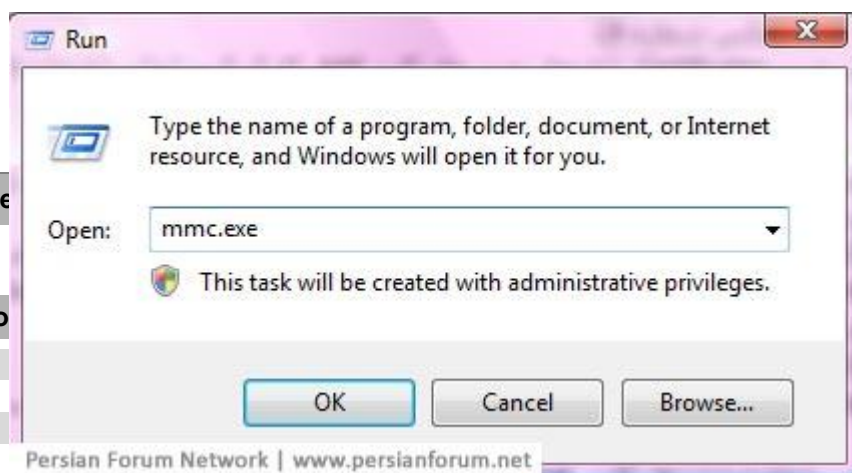 Run
Type the name of a program, folder, document, or Internet
resource, and Windows will open it for you.
Open: mmc.exe
This task will be created with administrative privileges.
OK Cancel Browse...
Persian Forum Network | www.persianforum.net